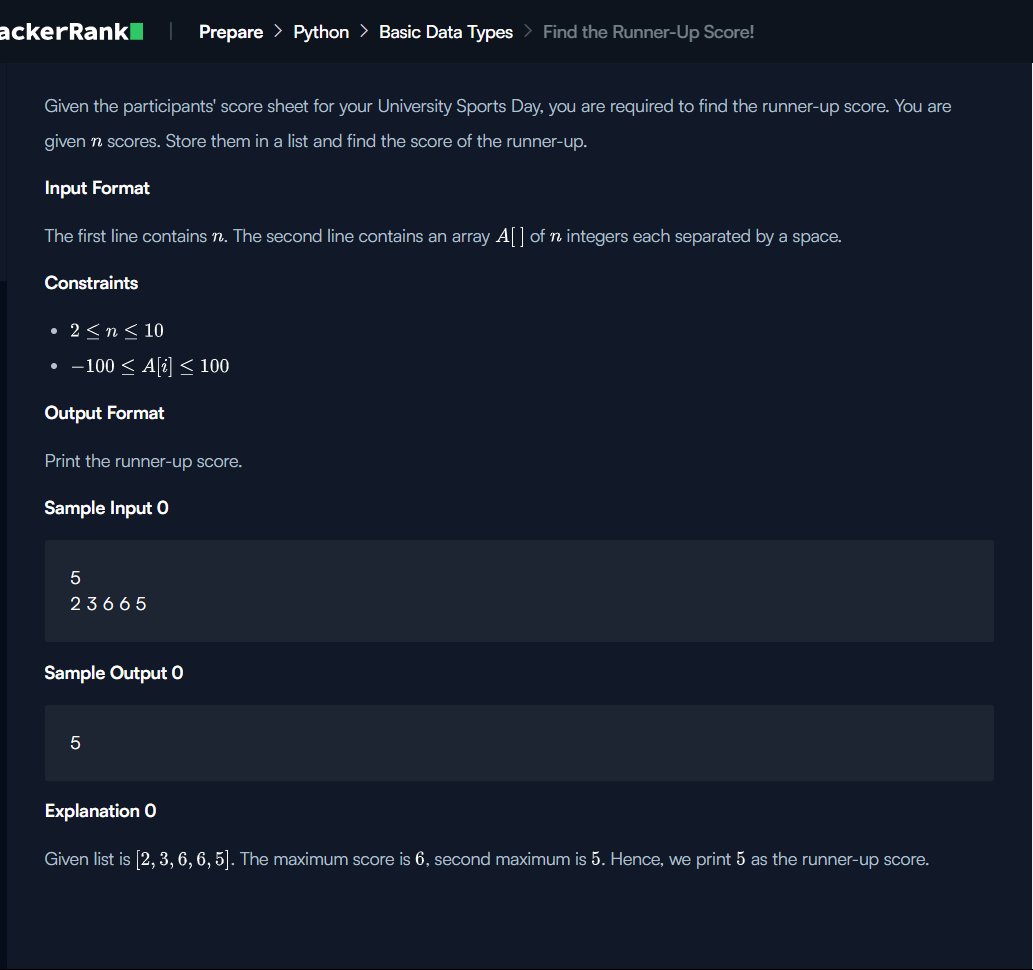 ackerRank
Prepare > Python > Basic Data Types > Find the Runner-Up Score!
Given the participants' score sheet for your University Sports Day, you are required to find the runner-up score. You are
given n scores. Store them in a list and find the score of the runner-up.
Input Format
The first line contains n. The second line contains an array A[ ] of n integers each separated by a space.
Constraints
• 2 ≤ n ≤ 10
• −100 ≤ A[i] ≤ 100
Output Format
Print the runner-up score.
Sample Input 0
5
2 3 6 6 5
Sample Output 0
5
Explanation 0
Given list is [2, 3, 6, 6, 5]. The maximum score is 6, second maximum is 5. Hence, we print 5 as the runner-up score.